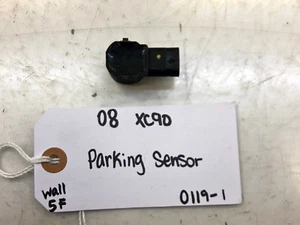 08 XC90
Parking Sensor
Wall
5F
0119-1